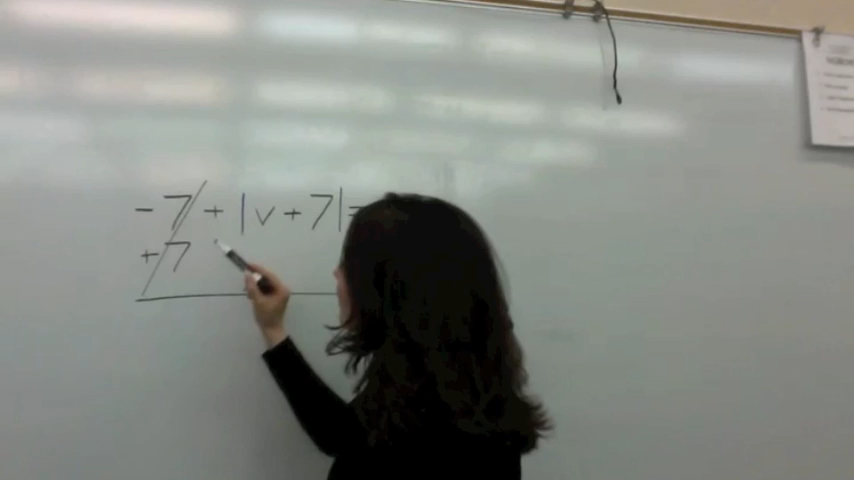 - 7 + |v + 7| =
+ 7